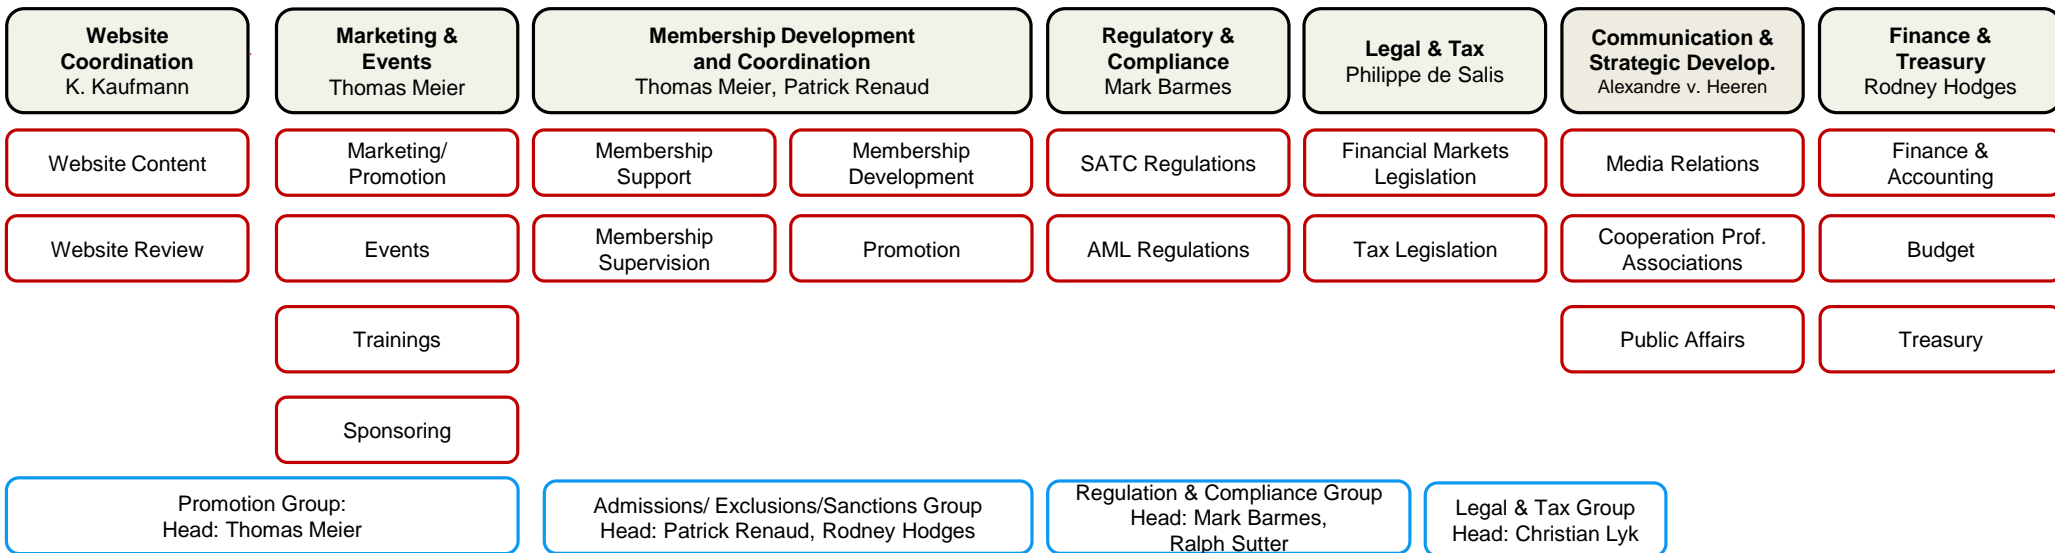 Website
Coordination
K. Kaufmann
Marketing &
Events
Thomas Meier
Membership Development
and Coordination
Thomas Meier, Patrick Renaud
Regulatory &
Compliance
Mark Barmes
Legal & Tax
Philippe de Salis
Communication &
Strategic Develop.
Alexandre v. Heeren
Finance &
Treasury
Rodney Hodges
Website Content
Marketing/
Promotion
Membership
Support
Membership
Development
SATC Regulations
Financial Markets
Legislation
Media Relations
Finance &
Accounting
Website Review
Events
Membership
Supervision
Promotion
AML Regulations
Tax Legislation
Cooperation Prof.
Associations
Budget
Trainings
Public Affairs
Treasury
Sponsoring
Promotion Group:
Head: Thomas Meier
Admissions/ Exclusions/Sanctions Group
Head: Patrick Renaud, Rodney Hodges
Regulation & Compliance Group
Head: Mark Barmes,
Ralph Sutter
Legal & Tax Group
Head: Christian Lyk